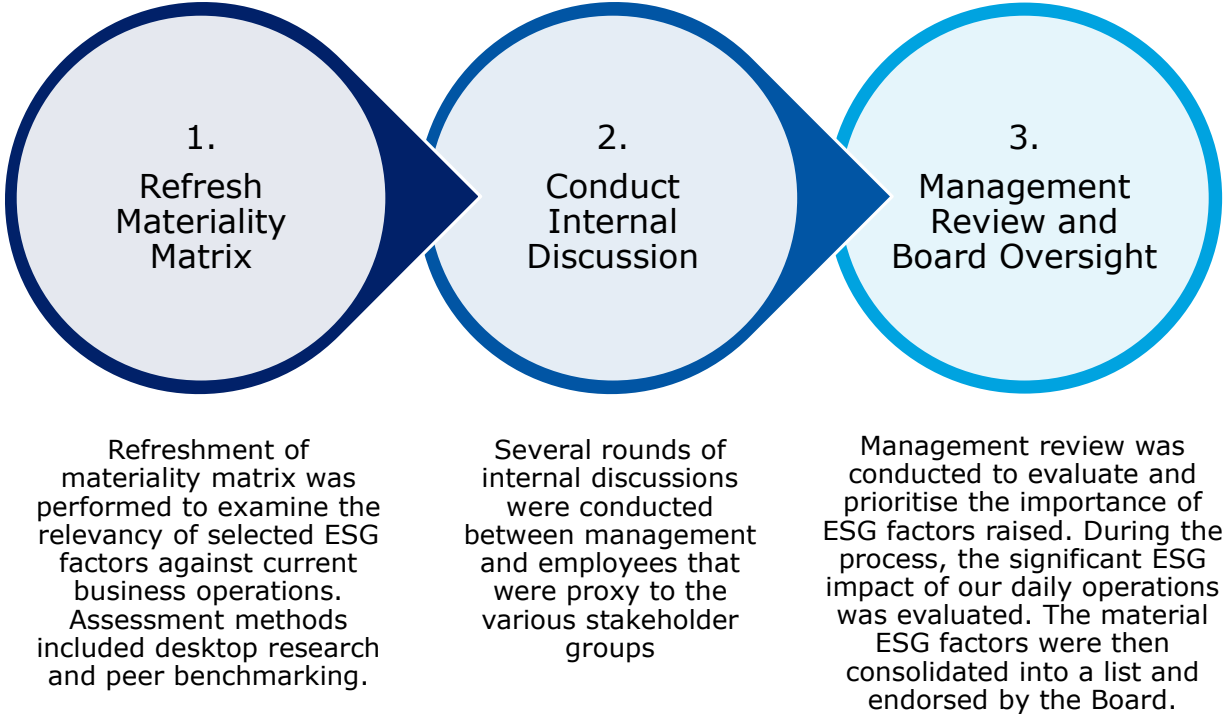 1.
Refresh
Materiality
Matrix
2.
Conduct
Internal
Discussion
3.
Management
Review and
Board Oversight
Refreshment of
materiality matrix was
performed to examine the
relevancy of selected ESG
factors against current
business operations.
Assessment methods
included desktop research
and peer benchmarking.
Several rounds of
internal discussions
were conducted
between management
and employees that
were proxy to the
various stakeholder
groups
Management review was
conducted to evaluate and
prioritise the importance of
ESG factors raised. During the
process, the significant ESG
impact of our daily operations
was evaluated. The material
ESG factors were then
consolidated into a list and
endorsed by the Board.